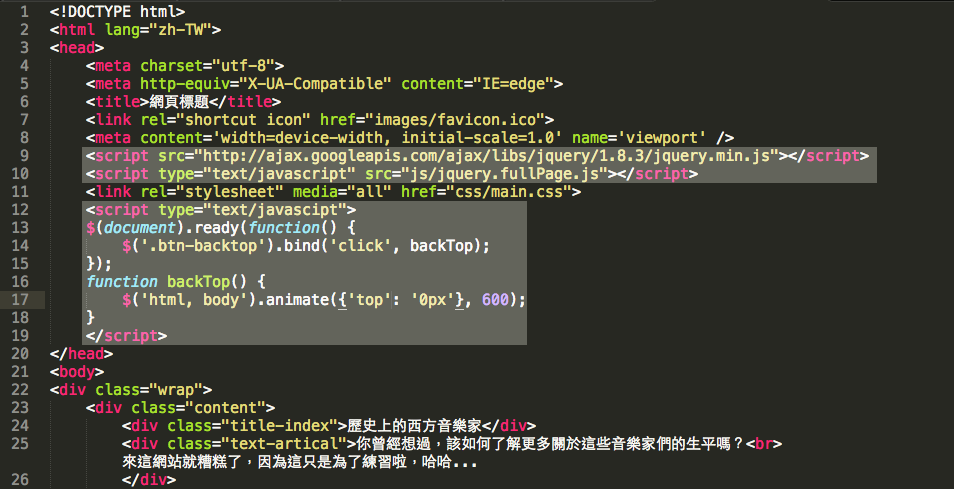 1 <!DOCTYPE html>
2 <html lang="zh-TW">
3 <head>
4 <meta charset="utf-8">
5 <meta http-equiv="X-UA-Compatible" content="IE=edge">
6 <title>網頁標題</title>
7 <link rel="shortcut icon" href="images/favicon.ico">
8 <meta content='width=device-width, initial-scale=1.0' name='viewport' />
9 <script src="http://ajax.googleapis.com/ajax/libs/jquery/1.8.3/jquery.min.js"></script>
10 <script type="text/javascript" src="js/jquery.fullPage.js"></script>
11 <link rel="stylesheet" media="all" href="css/main.css">
12 <script type="text/javascipt">
13 $(document).ready(function() {
14 $('.btn-backtop').bind('click', backTop);
15 });
16 function backTop() {
17 $('html, body').animate({'top': '0px'}, 600);
18 }
19 </script>
20 </head>
21 <body>
22 <div class="wrap">
23 <div class="content">
24 <div class="title-index">歷史上的西方音樂家</div>
25 <div class="text-artical">你曾經想過，該如何了解更多關於這些音樂家們的生平嗎？<br>
來這網站就糟糕了，因為這只是為了練習啦，哈哈...
26 </div>